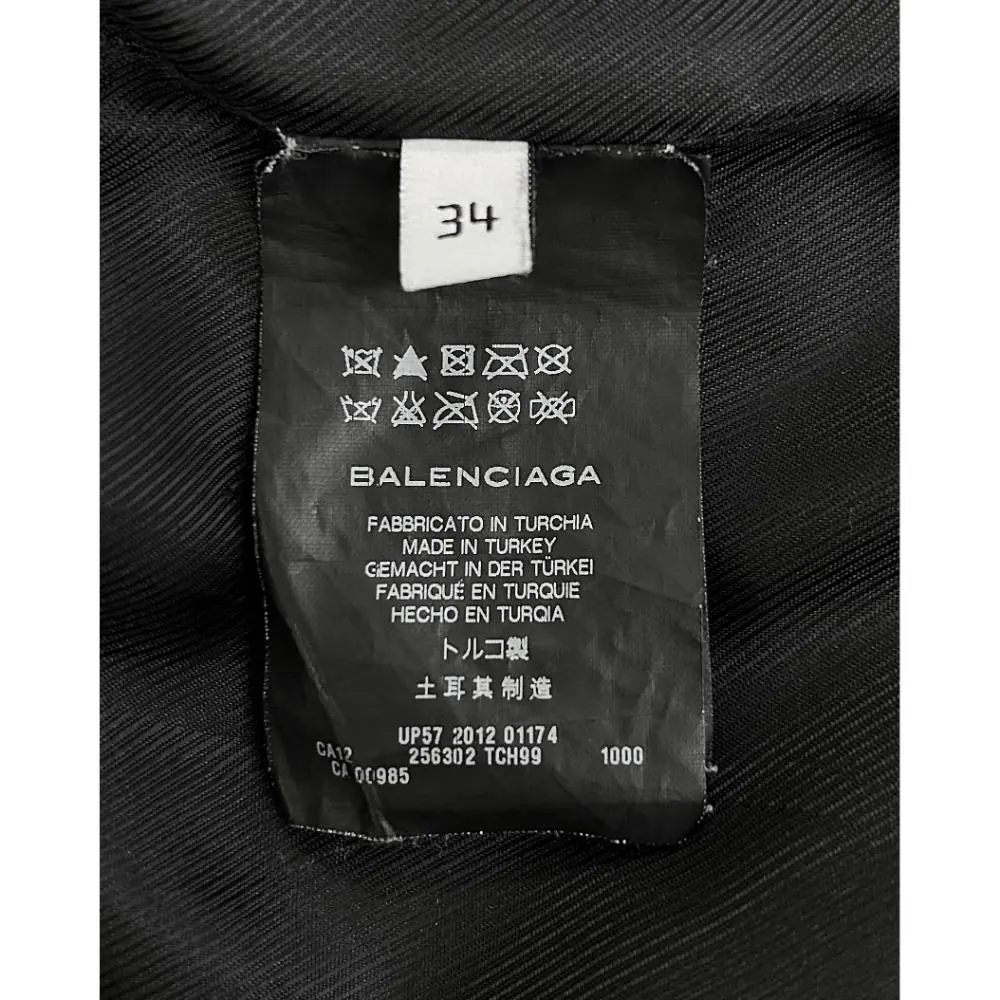 34
BALENCIAGA
FABBRICATO IN TURCHIA
MADE IN TURKEY
GEMACHT IN DER TÜRKEI
FABRIQUÉ EN TURQUIE
HECHO EN TURQIA
トルコ製
土耳其制造
UP57 2012 01174
CA12 256302 TCH99 1000
CA 00985